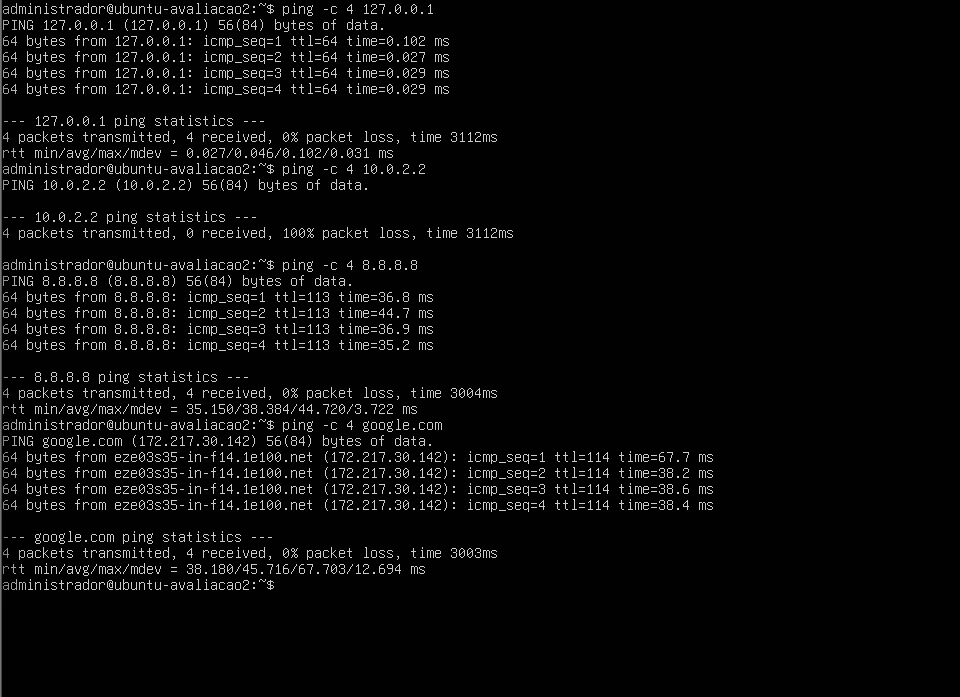 administrador@ubuntu-avaliacao2:~$ ping -c 4 127.0.0.1
PING 127.0.0.1 (127.0.0.1) 56(84) bytes of data.
64 bytes from 127.0.0.1: icmp_seq=1 ttl=64 time=0.102 ms
64 bytes from 127.0.0.1: icmp_seq=2 ttl=64 time=0.027 ms
64 bytes from 127.0.0.1: icmp_seq=3 ttl=64 time=0.029 ms
64 bytes from 127.0.0.1: icmp_seq=4 ttl=64 time=0.029 ms
--- 127.0.0.1 ping statistics ---
4 packets transmitted, 4 received, 0% packet loss, time 3112ms
rtt min/avg/max/mdev = 0.027/0.046/0.102/0.031 ms
administrador@ubuntu-avaliacao2:~$ ping -c 4 10.0.2.2
PING 10.0.2.2 (10.0.2.2) 56(84) bytes of data.
--- 10.0.2.2 ping statistics ---
4 packets transmitted, 0 received, 100% packet loss, time 3112ms
administrador@ubuntu-avaliacao2:~$ ping -c 4 8.8.8.8
PING 8.8.8.8 (8.8.8.8) 56(84) bytes of data.
64 bytes from 8.8.8.8: icmp_seq=1 ttl=113 time=36.8 ms
64 bytes from 8.8.8.8: icmp_seq=2 ttl=113 time=44.7 ms
64 bytes from 8.8.8.8: icmp_seq=3 ttl=113 time=36.9 ms
64 bytes from 8.8.8.8: icmp_seq=4 ttl=113 time=35.2 ms
--- 8.8.8.8 ping statistics ---
4 packets transmitted, 4 received, 0% packet loss, time 3004ms
rtt min/avg/max/mdev = 35.150/38.384/44.720/3.722 ms
administrador@ubuntu-avaliacao2:~$ ping -c 4 google.com
PING google.com (172.217.30.142) 56(84) bytes of data.
64 bytes from eze03s35-in-f14.1e100.net (172.217.30.142): icmp_seq=1 ttl=114 time=67.7 ms
64 bytes from eze03s35-in-f14.1e100.net (172.217.30.142): icmp_seq=2 ttl=114 time=38.2 ms
64 bytes from eze03s35-in-f14.1e100.net (172.217.30.142): icmp_seq=3 ttl=114 time=38.6 ms
64 bytes from eze03s35-in-f14.1e100.net (172.217.30.142): icmp_seq=4 ttl=114 time=38.4 ms
--- google.com ping statistics ---
4 packets transmitted, 4 received, 0% packet loss, time 3003ms
rtt min/avg/max/mdev = 38.180/45.716/67.703/12.694 ms
administrador@ubuntu-avaliacao2:~$